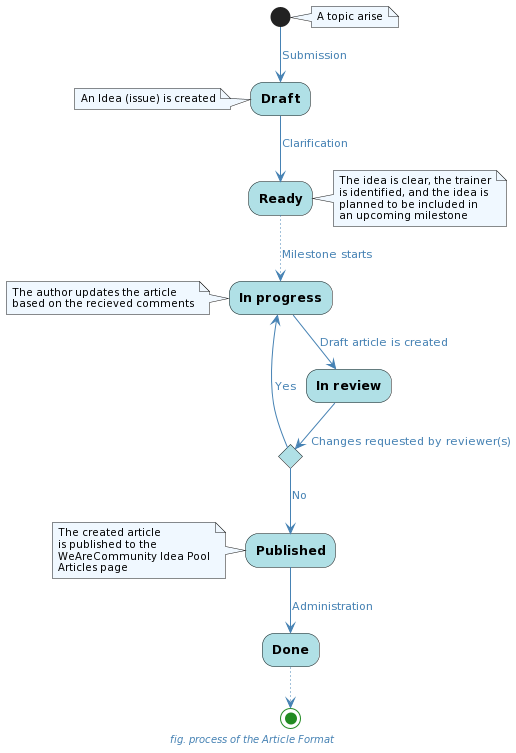 A topic arise
Submission
An Idea (issue) is created
Draft
Clarification
Ready
The idea is clear, the trainer
is identified, and the idea is
planned to be included in
an upcoming milestone
Milestone starts
The author updates the article
based on the recieved comments
In progress
Draft article is created
Yes
In review
Changes requested by reviewer(s)
No
The created article
is published to the
WeAreCommunity Idea Pool
Articles page
Published
Administration
Done
fig. process of the Article Format